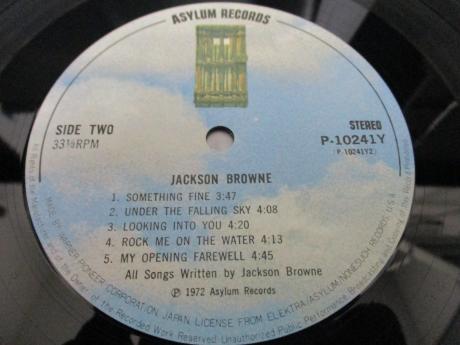 ASYLUM RECORDS
SIDE TWO
33⅓RPM
STEREO
P-10241Y
(P-10241Y2)
JACKSON BROWNE
1. SOMETHING FINE 3:47
2. UNDER THE FALLING SKY 4:08
3. LOOKING INTO YOU 4:20
4. ROCK ME ON THE WATER 4:13
5. MY OPENING FAREWELL 4:45
All Songs Written by Jackson Browne
Ⓟ 1972 Asylum Records
MADE BY WARNER-PIONEER CORPORATION, JAPAN, LICENSE FROM ELEKTRA/ASYLUM/NONESUCH RECORDS, U.S.A.
of the Owner of the Recorded Work Reserved. Unauthorized Public Performance, Broadcasting and